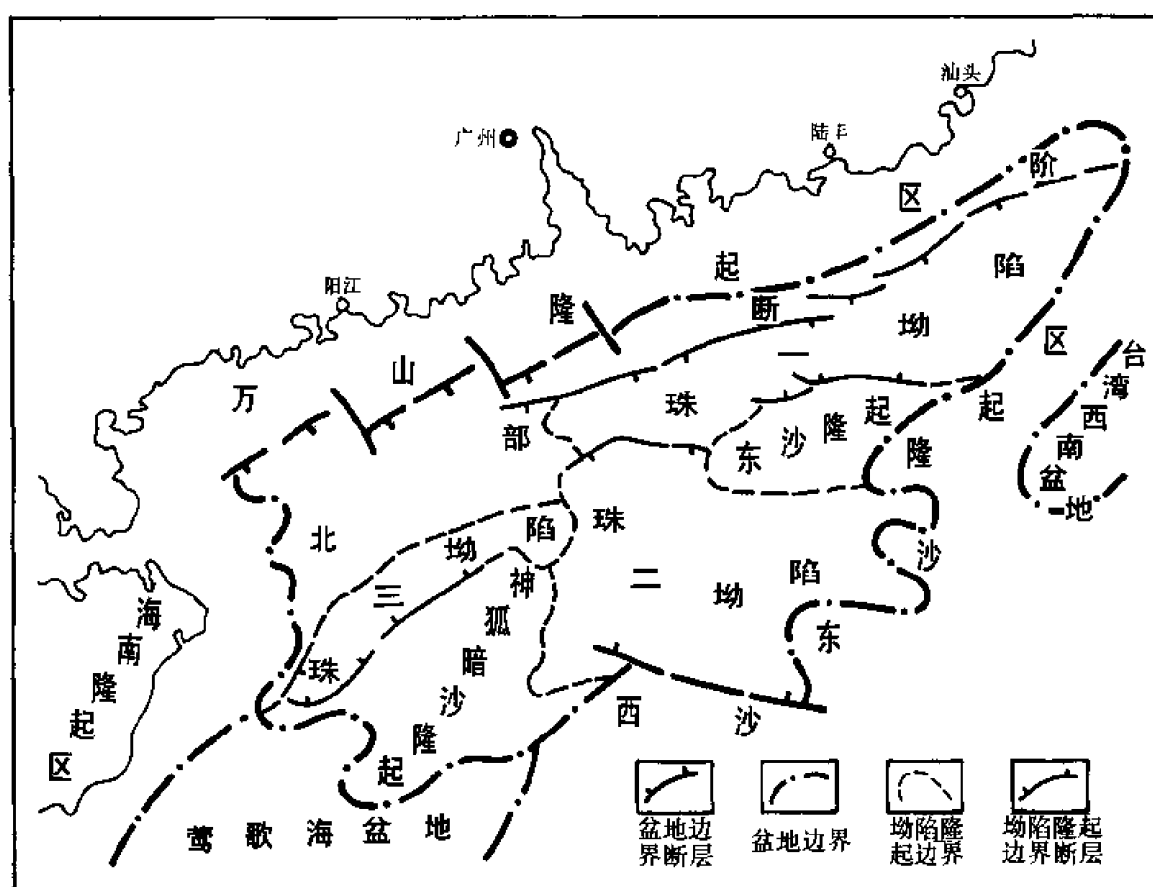 汕头
陆丰
广州
阳江
万山隆起区
北部断阶
珠一坳陷
东沙隆起
东沙隆起区
台湾西南盆地
珠二坳陷
珠三坳陷
神狐暗沙隆起
西沙
海南隆起区
莺歌海盆地
盆地边
界断层
盆地边界
坳陷隆
起边界
坳陷隆起
边界断层